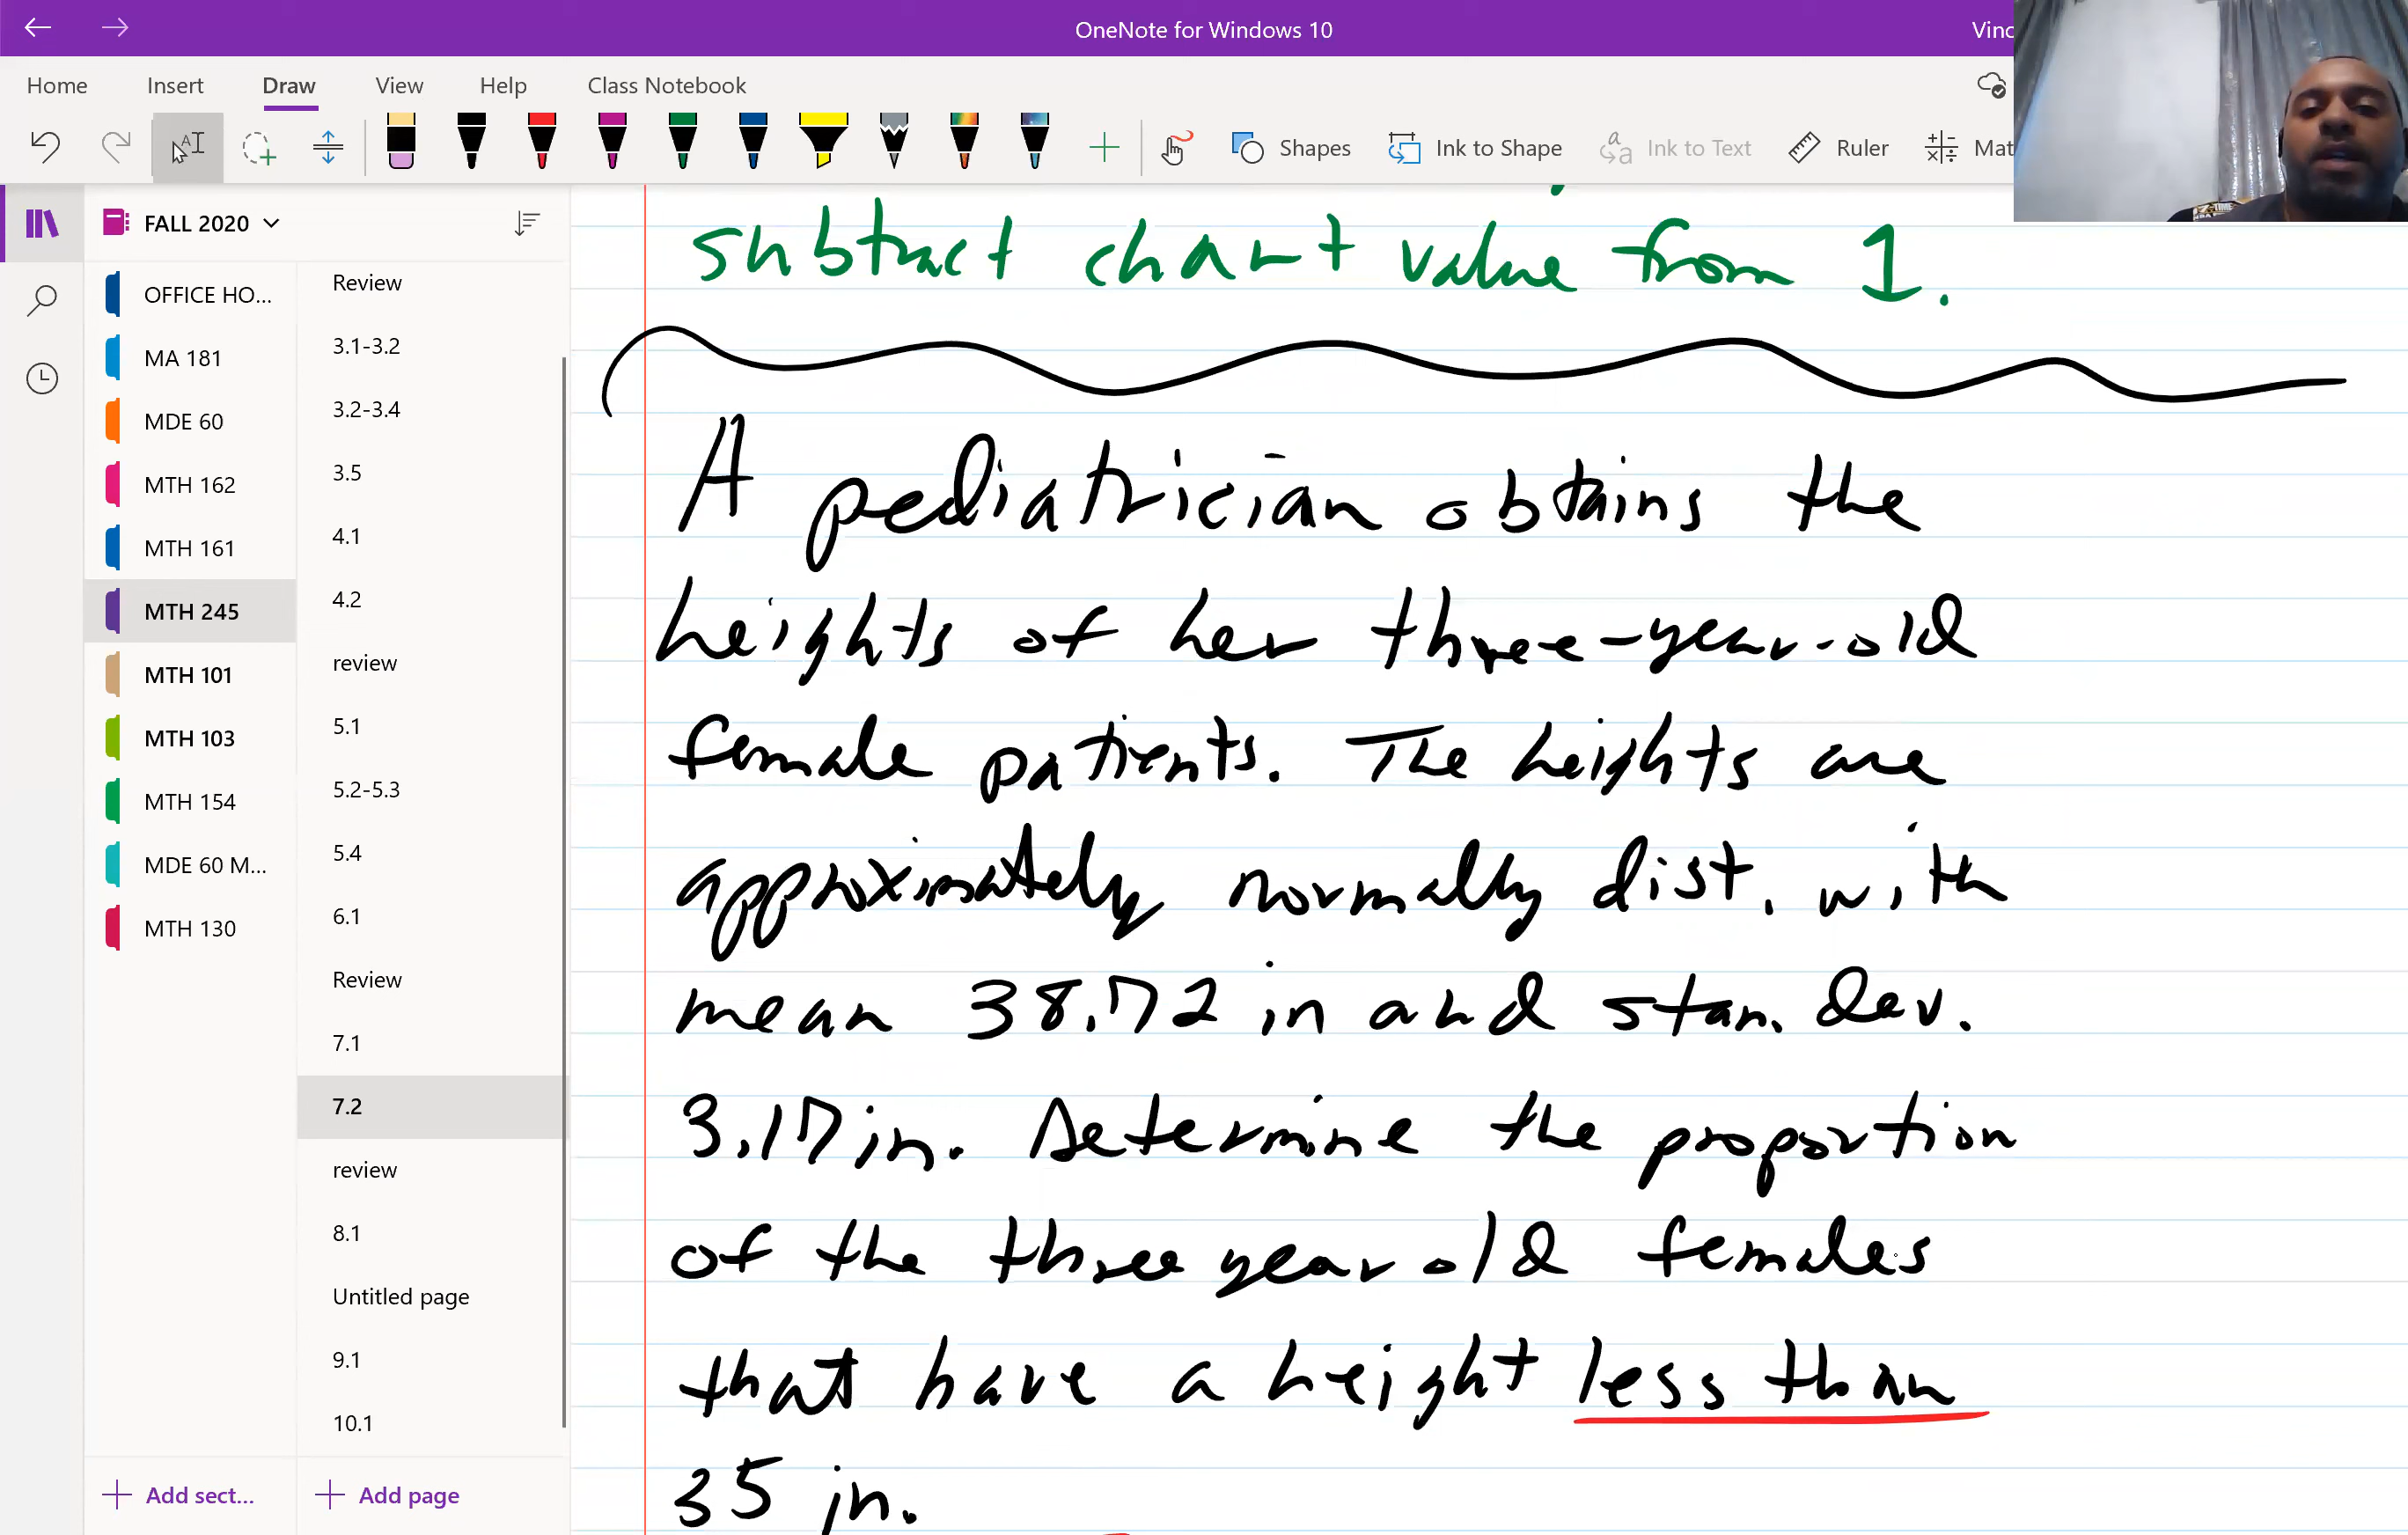 OneNote for Windows 10
Vinc
Home Insert Draw View Help Class Notebook
Shapes Ink to Shape Ink to Text Ruler Mat
FALL 2020
OFFICE HO...
MA 181
MDE 60
MTH 162
MTH 161
MTH 245
MTH 101
MTH 103
MTH 154
MDE 60 M...
MTH 130
Add sect...
Review
3.1-3.2
3.2-3.4
3.5
4.1
4.2
review
5.1
5.2-5.3
5.4
6.1
Review
7.1
7.2
review
8.1
Untitled page
9.1
10.1
Add page
subtract chart value from 1.
A pediatrician obtains the
heights of her three-year-old
female patients. The heights are
approximately normally dist. with
mean 38.72 in and stan. dev.
3.17 in. Determine the proportion
of the three year old females
that have a height less than
35 in.